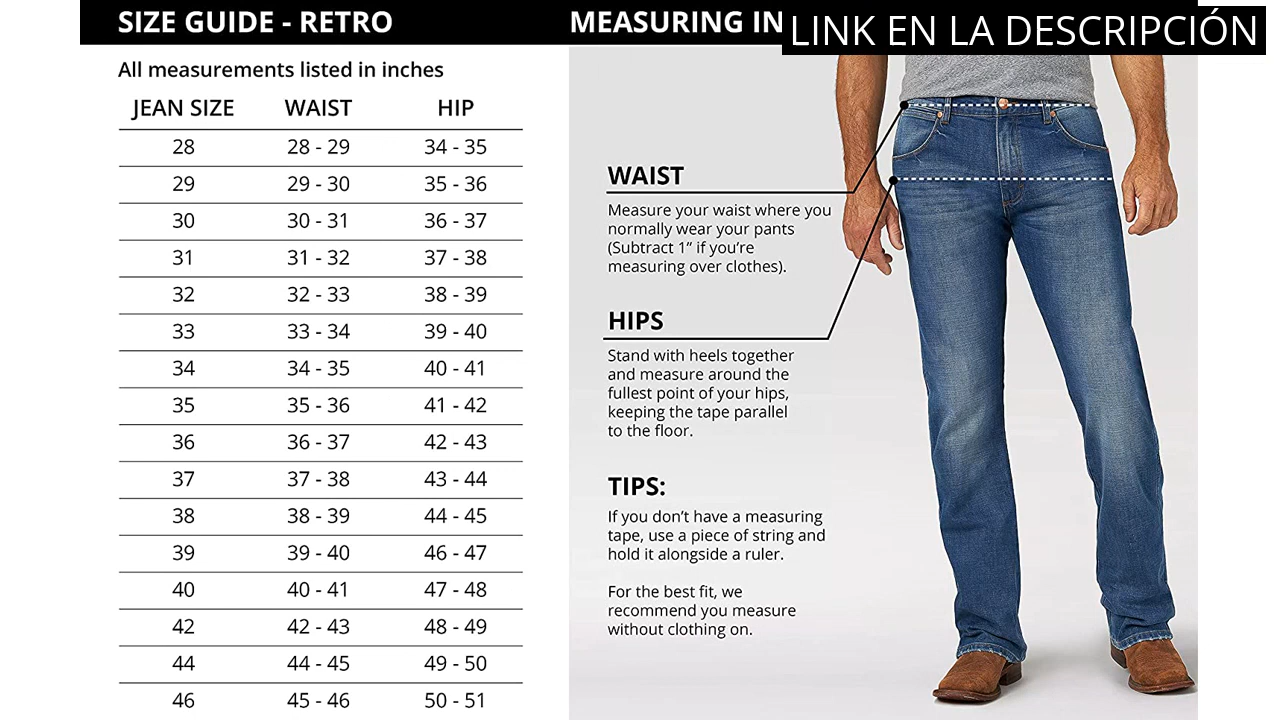 SIZE GUIDE - RETRO
All measurements listed in inches
JEAN SIZE WAIST HIP
28 28 - 29 34 - 35
29 29 - 30 35 - 36
30 30 - 31 36 - 37
31 31 - 32 37 - 38
32 32 - 33 38 - 39
33 33 - 34 39 - 40
34 34 - 35 40 - 41
35 35 - 36 41 - 42
36 36 - 37 42 - 43
37 37 - 38 43 - 44
38 38 - 39 44 - 45
39 39 - 40 46 - 47
40 40 - 41 47 - 48
42 42 - 43 48 - 49
44 44 - 45 49 - 50
46 45 - 46 50 - 51
MEASURING
LINK EN LA DESCRIPCIÓN
WAIST
Measure your waist where you
normally wear your pants
(Subtract 1” if you’re
measuring over clothes).
HIPS
Stand with heels together
and measure around the
fullest point of your hips,
keeping the tape parallel
to the floor.
TIPS:
If you don’t have a measuring
tape, use a piece of string and
hold it alongside a ruler.
For the best fit, we
recommend you measure
without clothing on.